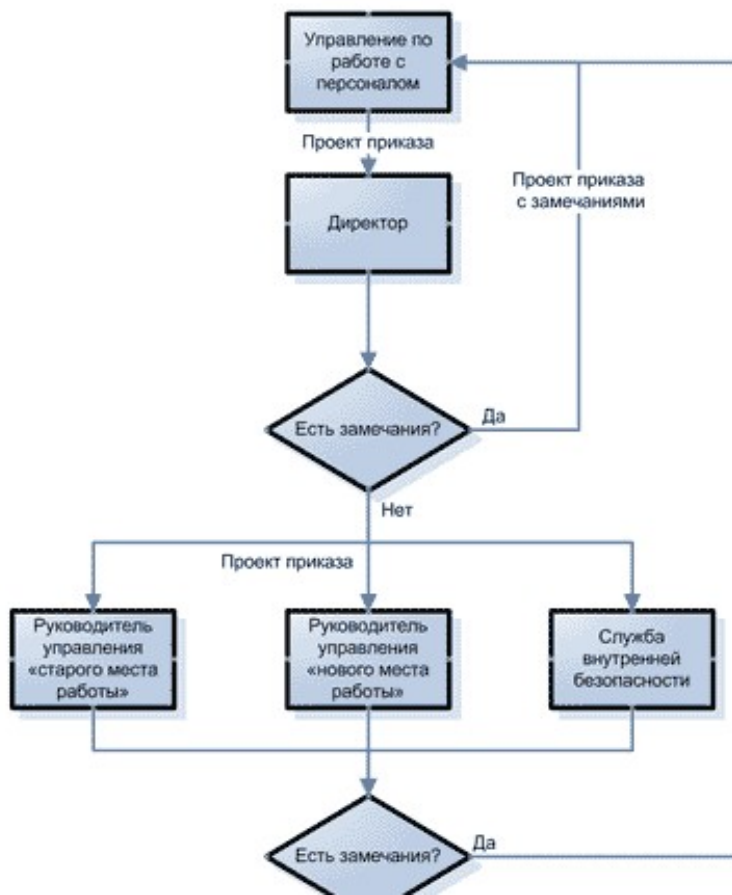 Управление по
работе с
персоналом
Проект приказа
Проект приказа
с замечаниями
Директор
Есть замечания?
Да
Нет
Проект приказа
Руководитель
управления
«старого места
работы»
Руководитель
управления
«нового места
работы»
Служба
внутренней
безопасности
Есть замечания?
Да